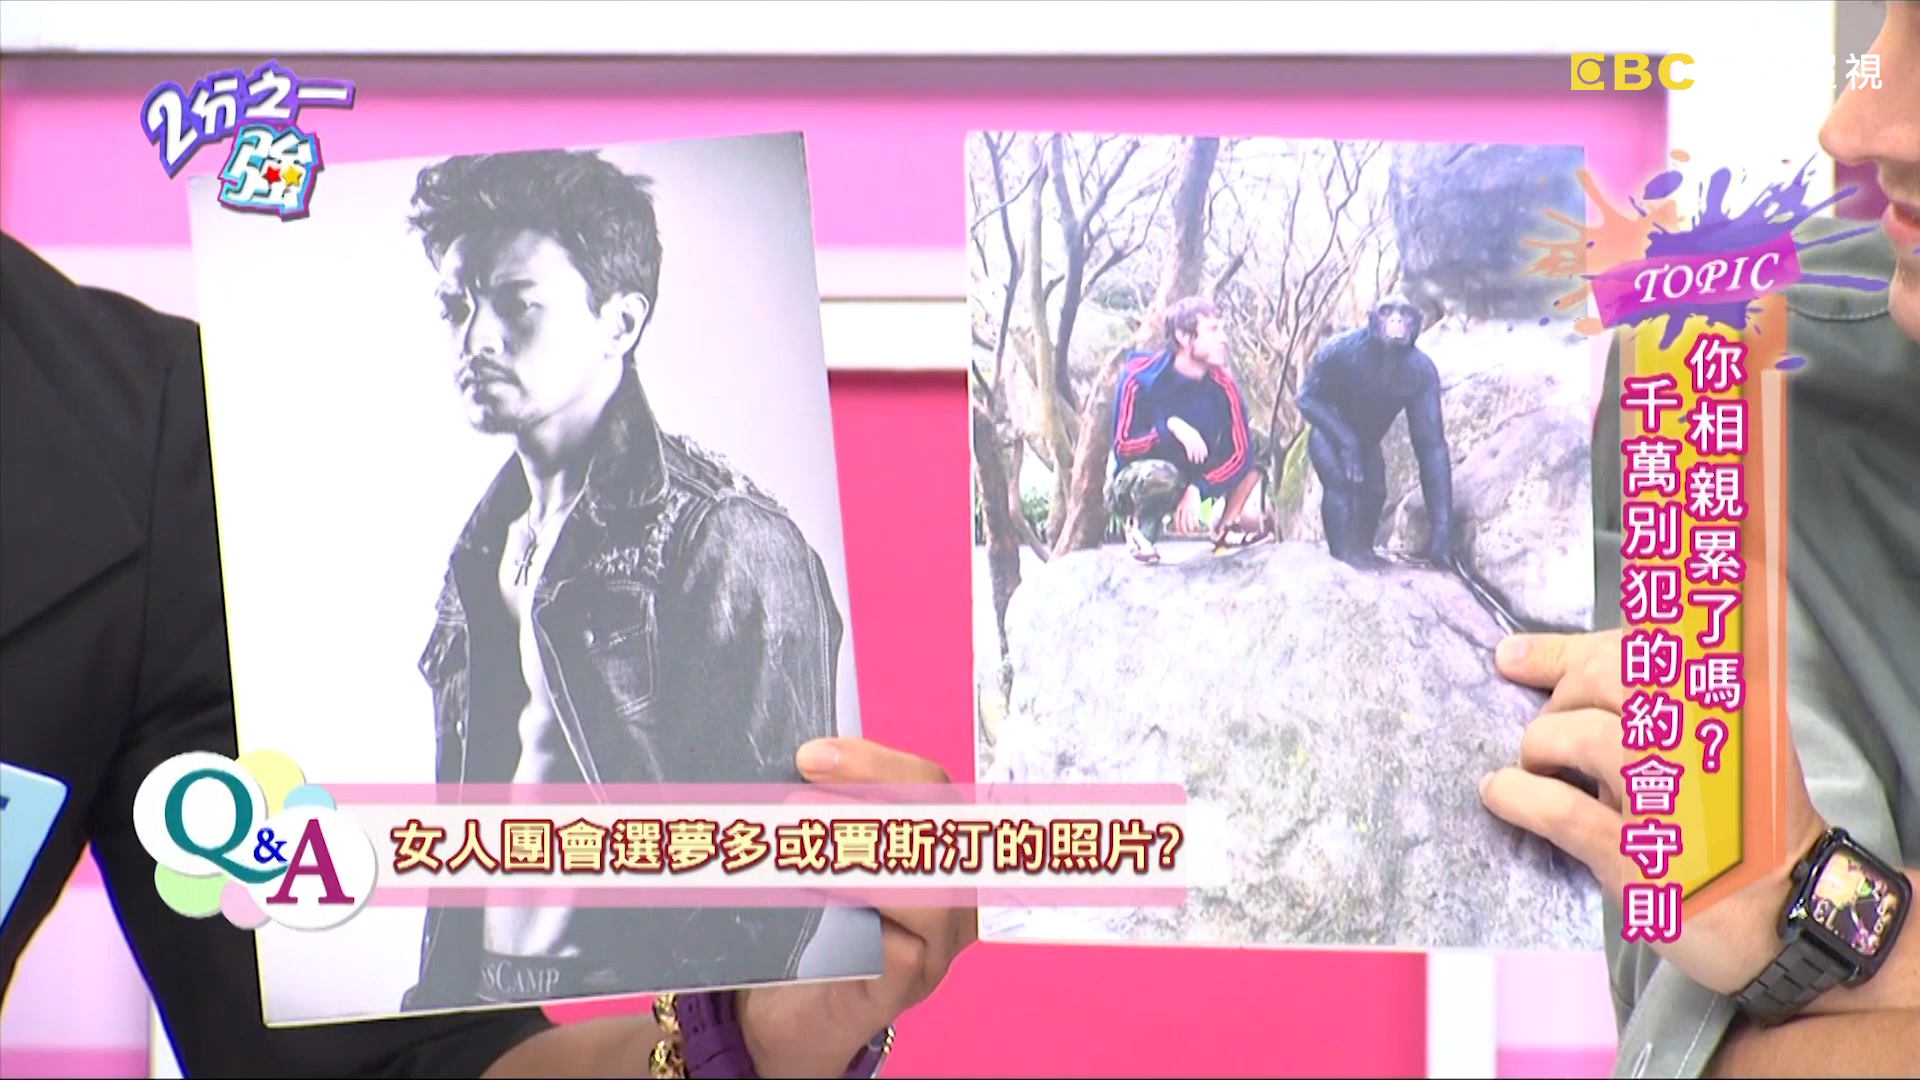 2分之一
強
EBC
視
TOPIC
你相親累了嗎?
千萬別犯的約會守則
Q&A
女人團會選夢多或賈斯汀的照片?
SSCAMP